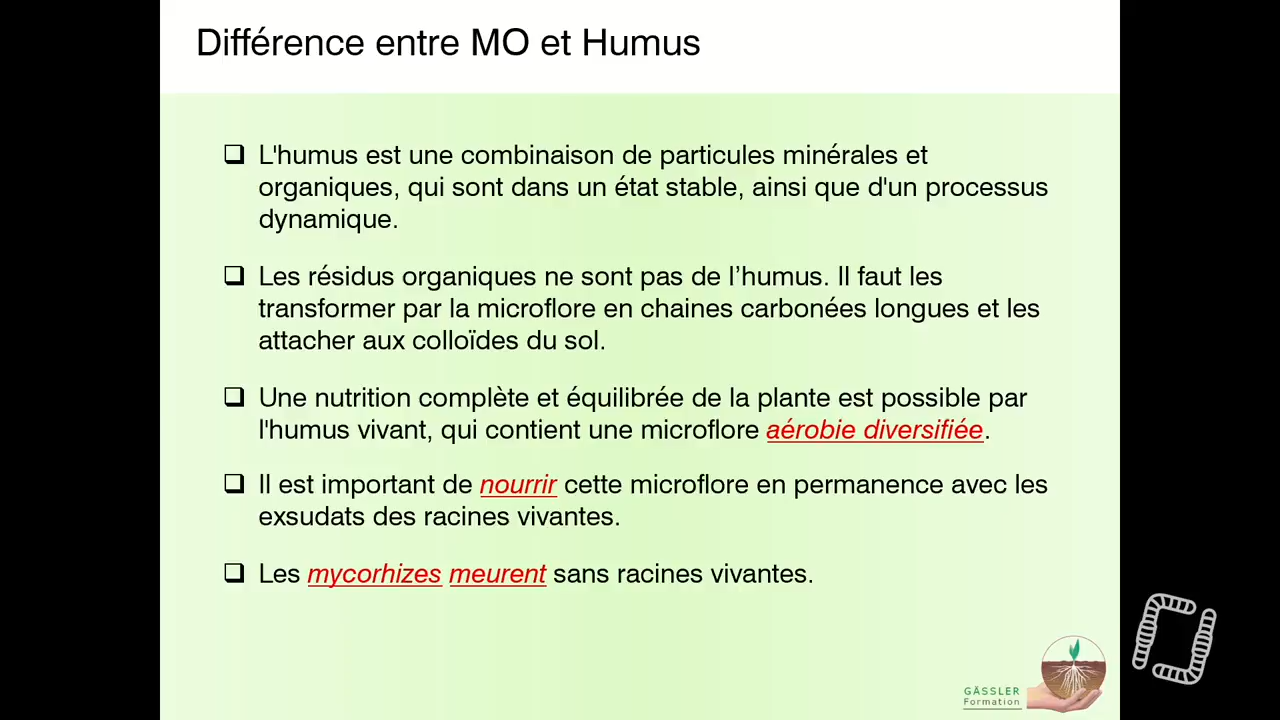 Différence entre MO et Humus
❑ L'humus est une combinaison de particules minérales et
organiques, qui sont dans un état stable, ainsi que d'un processus
dynamique.
❑ Les résidus organiques ne sont pas de l’humus. Il faut les
transformer par la microflore en chaines carbonées longues et les
attacher aux colloïdes du sol.
❑ Une nutrition complète et équilibrée de la plante est possible par
l'humus vivant, qui contient une microflore aérobie diversifiée.
❑ Il est important de nourrir cette microflore en permanence avec les
exsudats des racines vivantes.
❑ Les mycorhizes meurent sans racines vivantes.
GÄSSLER
Formation